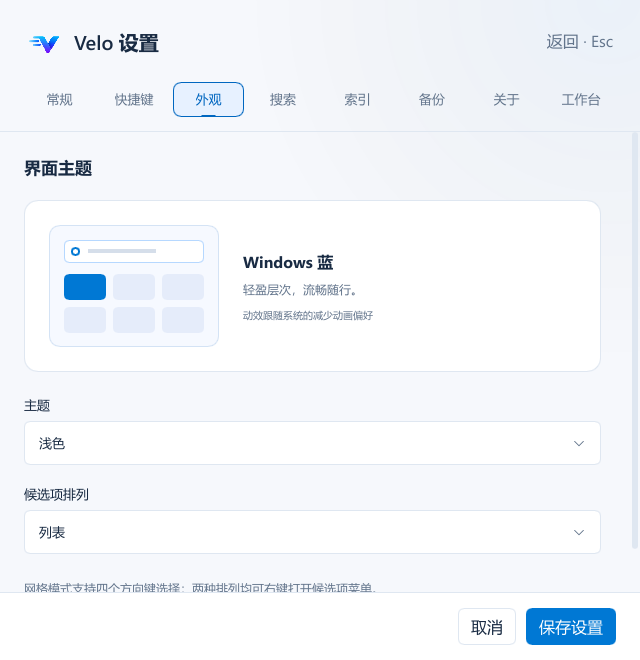 Velo 设置
返回 · Esc
常规 快捷键 外观 搜索 索引 备份 关于 工作台
界面主题
Windows 蓝
轻盈层次，流畅随行。
动效跟随系统的减少动画偏好
主题
浅色
候选项排列
列表
网格模式支持四个方向键选择；两种排列均可右键打开候选项菜单。
取消 保存设置